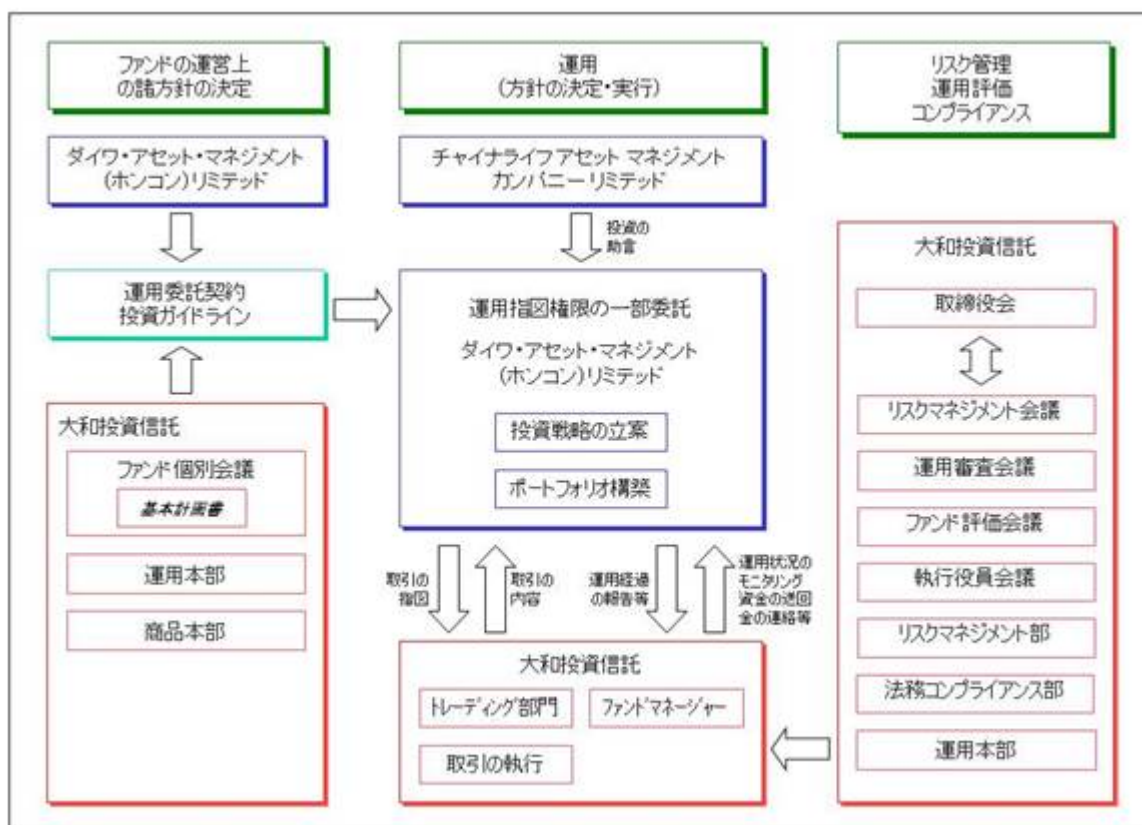 ファンドの運営上
の諸方針の決定
ダイワ・アセット・マネジメント
(ホンコン)リミテッド
運用委託契約
投資ガイドライン
大和投資信託
ファンド個別会議
基本計画書
運用本部
商品本部
運用
(方針の決定・実行)
チャイナライフ アセット マネジメント
カンパニー リミテッド
投資の
助言
運用指図権限の一部委託
ダイワ・アセット・マネジメント
(ホンコン)リミテッド
投資戦略の立案
ポートフォリオ構築
取引の
指図
取引の
内容
運用経過
の報告等
運用状況の
モニタリング
資金の送回
金の連絡等
大和投資信託
トレーディング部門
ファンドマネージャー
取引の執行
リスク管理
運用評価
コンプライアンス
大和投資信託
取締役会
リスクマネジメント会議
運用審査会議
ファンド評価会議
執行役員会議
リスクマネジメント部
法務コンプライアンス部
運用本部